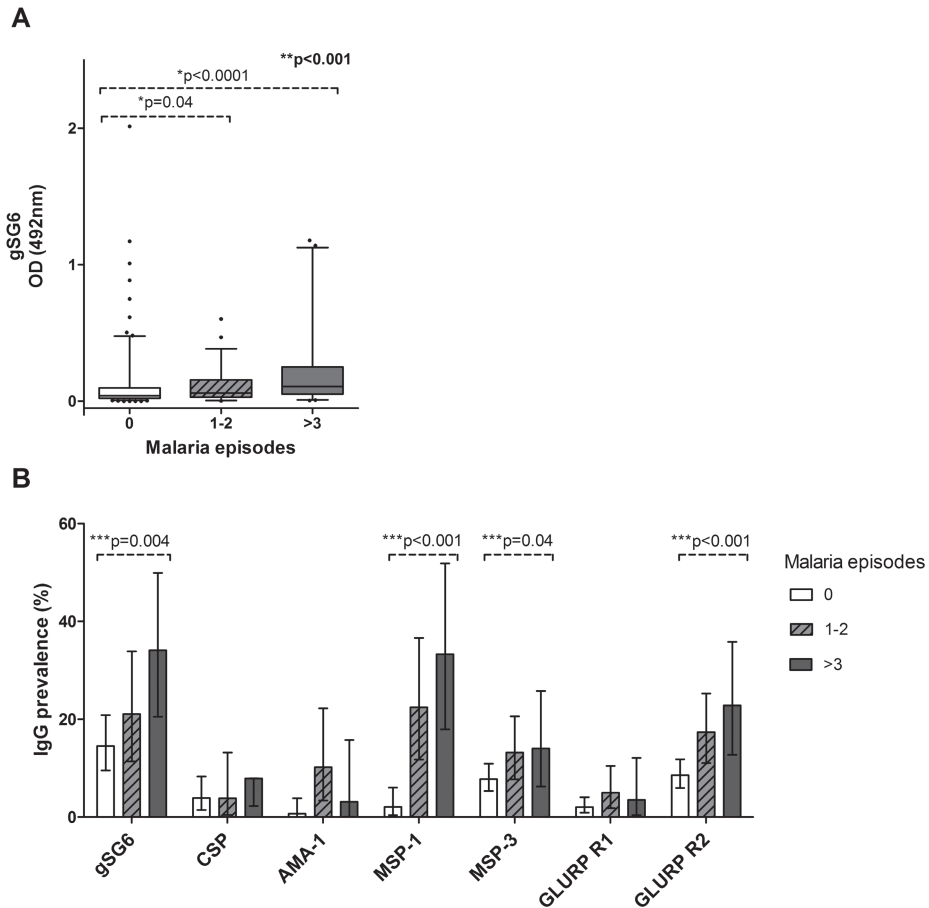 A
**p<0.001
*p<0.0001
*p=0.04
gSG6
OD (492nm)
2
1
0
0 1-2 >3
Malaria episodes
B
IgG prevalence (%)
60
40
20
0
***p=0.004 ***p<0.001 ***p=0.04 ***p<0.001
Malaria episodes
0
1-2
>3
gSG6 CSP AMA-1 MSP-1 MSP-3 GLURP R1 GLURP R2